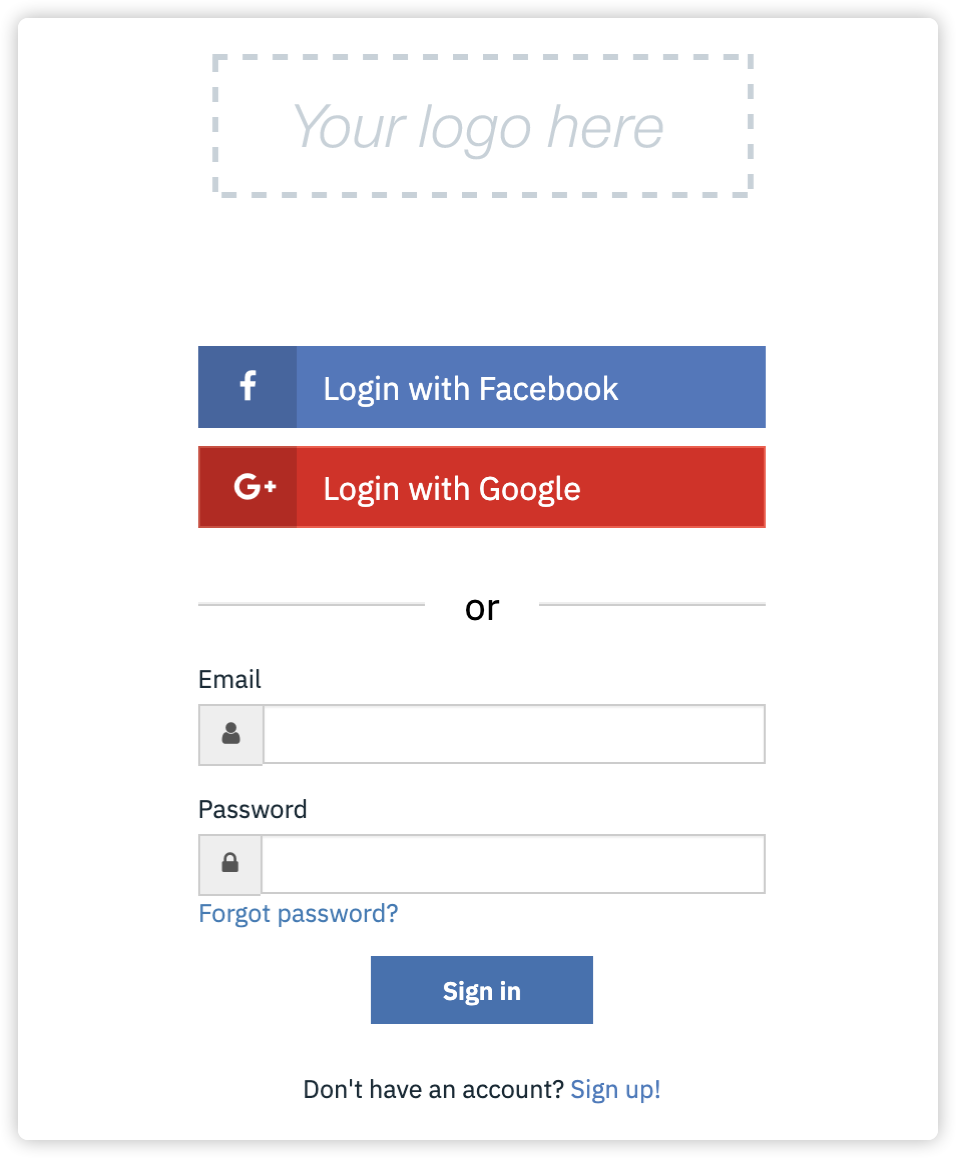 Your logo here
f
Login with Facebook
G+
Login with Google
or
Email
Password
Forgot password?
Sign in
Don't have an account? Sign up!